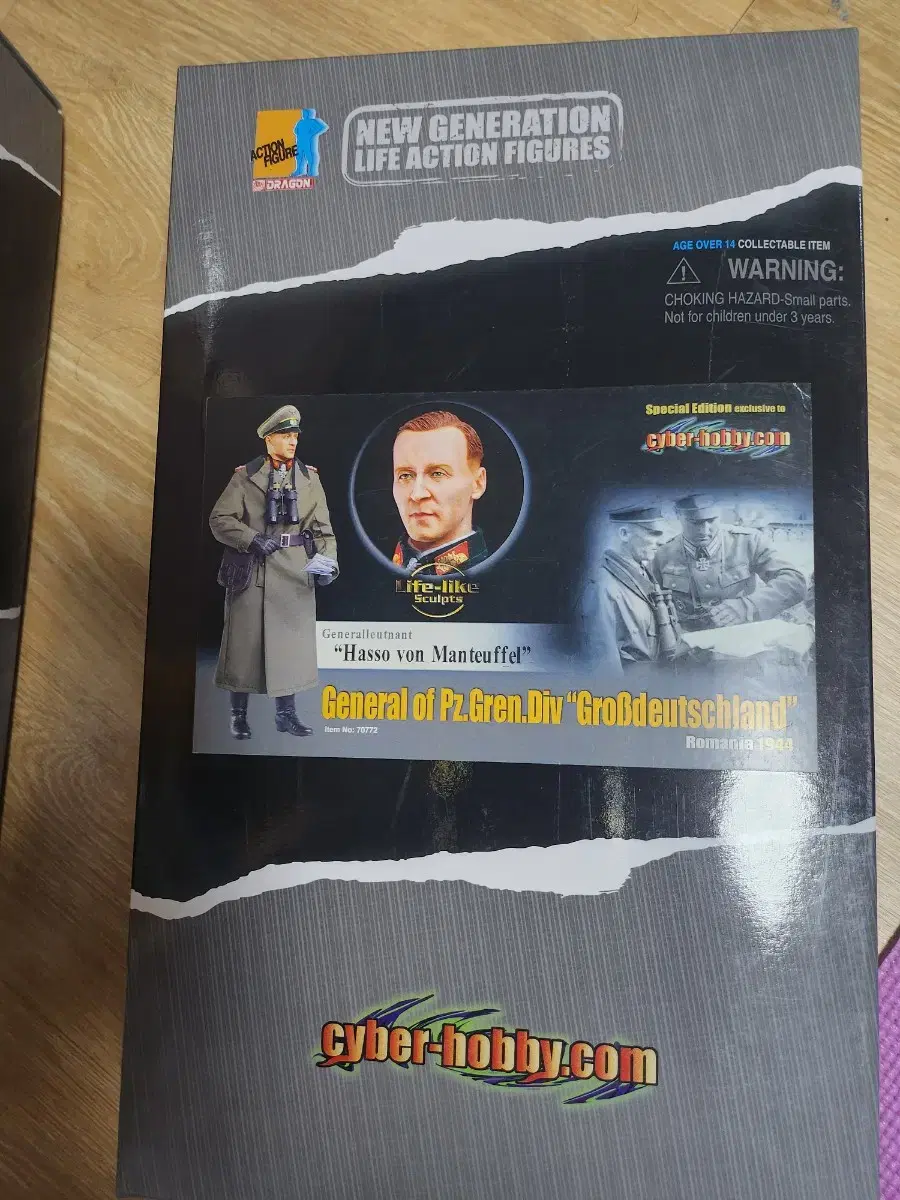 ACTION
FIGURE
DRAGON
NEW GENERATION
LIFE ACTION FIGURES
AGE OVER 14 COLLECTABLE ITEM
WARNING:
CHOKING HAZARD-Small parts.
Not for children under 3 years.
Special Edition exclusive to
cyber-hobby.com
Life-like
Sculpts
Generalleutnant
"Hasso von Manteuffel"
General of Pz.Gren.Div "Großdeutschland"
Item No: 70772
Romania 1944
cyber-hobby.com